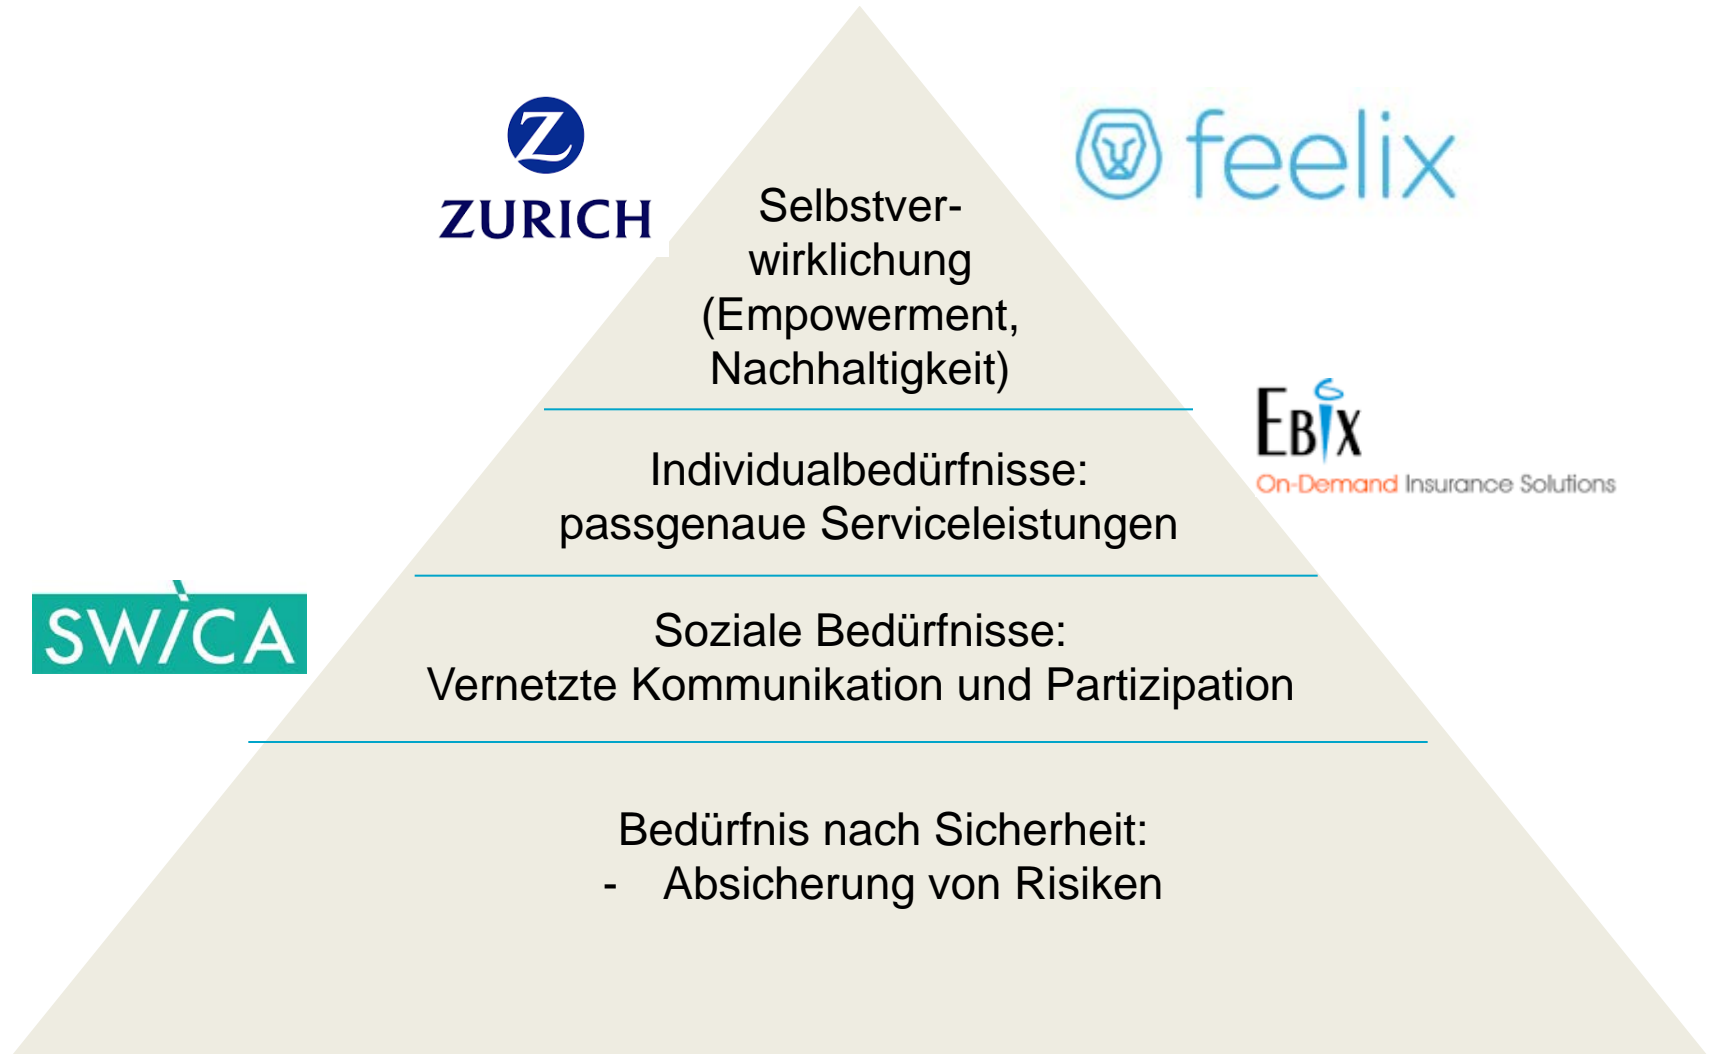 Z
ZURICH
feelix
Selbstver-
wirklichung
(Empowerment,
Nachhaltigkeit)
EBIX
On-Demand Insurance Solutions
Individualbedürfnisse:
passgenaue Serviceleistungen
SWICA
Soziale Bedürfnisse:
Vernetzte Kommunikation und Partizipation
Bedürfnis nach Sicherheit:
- Absicherung von Risiken